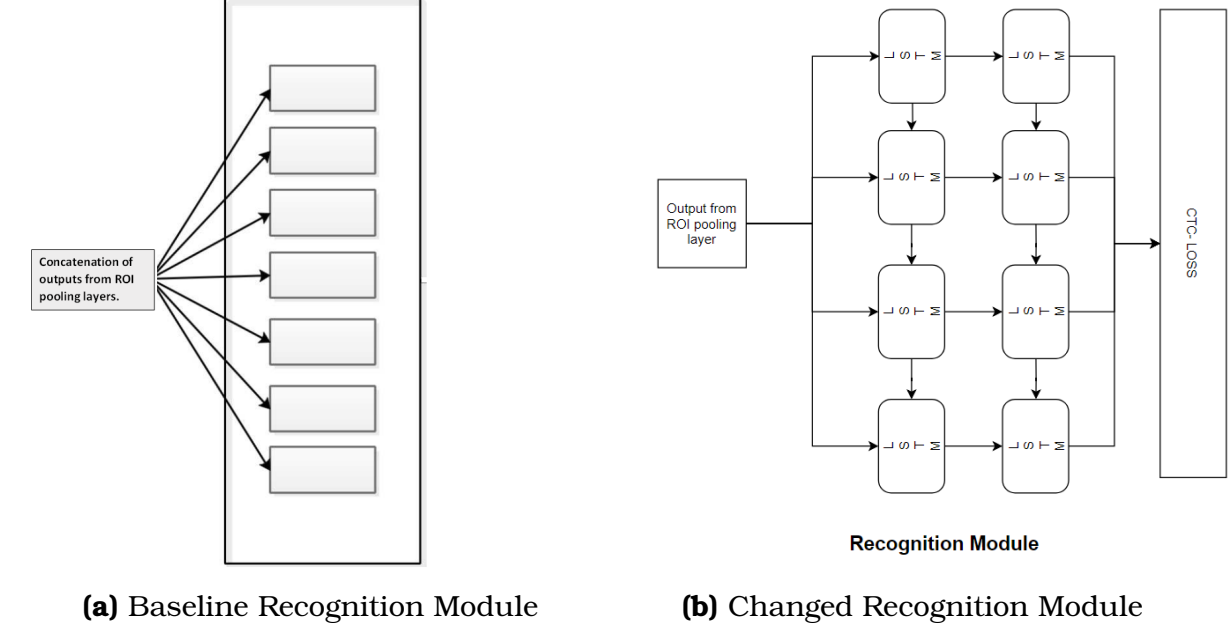 Concatenation of
outputs from ROI
pooling layers.
(a) Baseline Recognition Module
Output from
ROI pooling
layer
LSTM
LSTM
LSTM
LSTM
LSTM
LSTM
LSTM
LSTM
CTC- LOSS
Recognition Module
(b) Changed Recognition Module